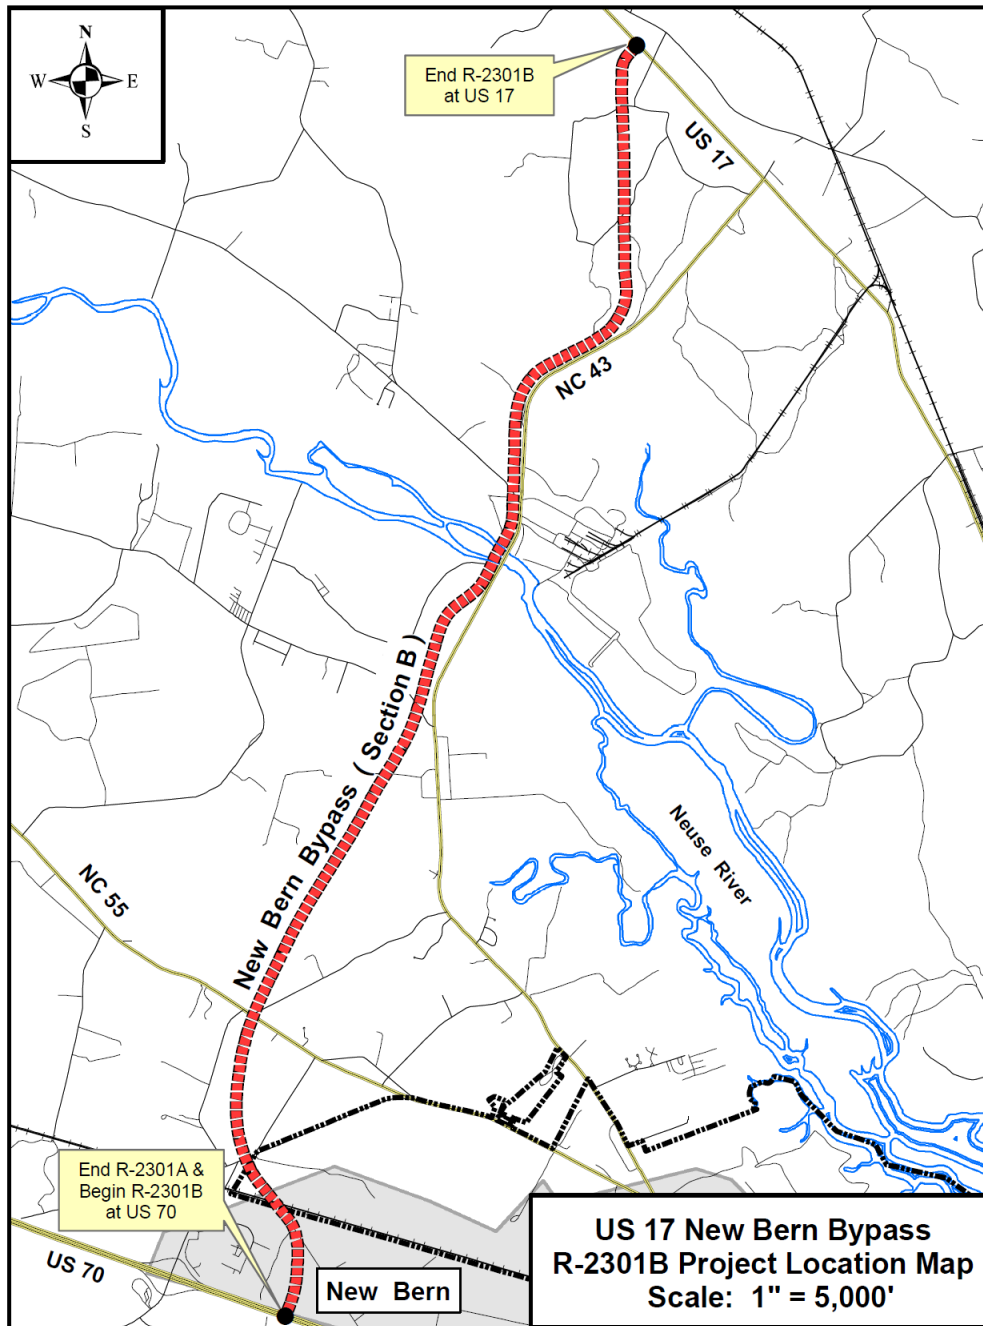 N
W E
S
End R-2301B
at US 17
US 17
NC 43
New Bern Bypass ( Section B )
Neuse River
NC 55
End R-2301A &
Begin R-2301B
at US 70
US 70
New Bern
US 17 New Bern Bypass
R-2301B Project Location Map
Scale: 1" = 5,000'